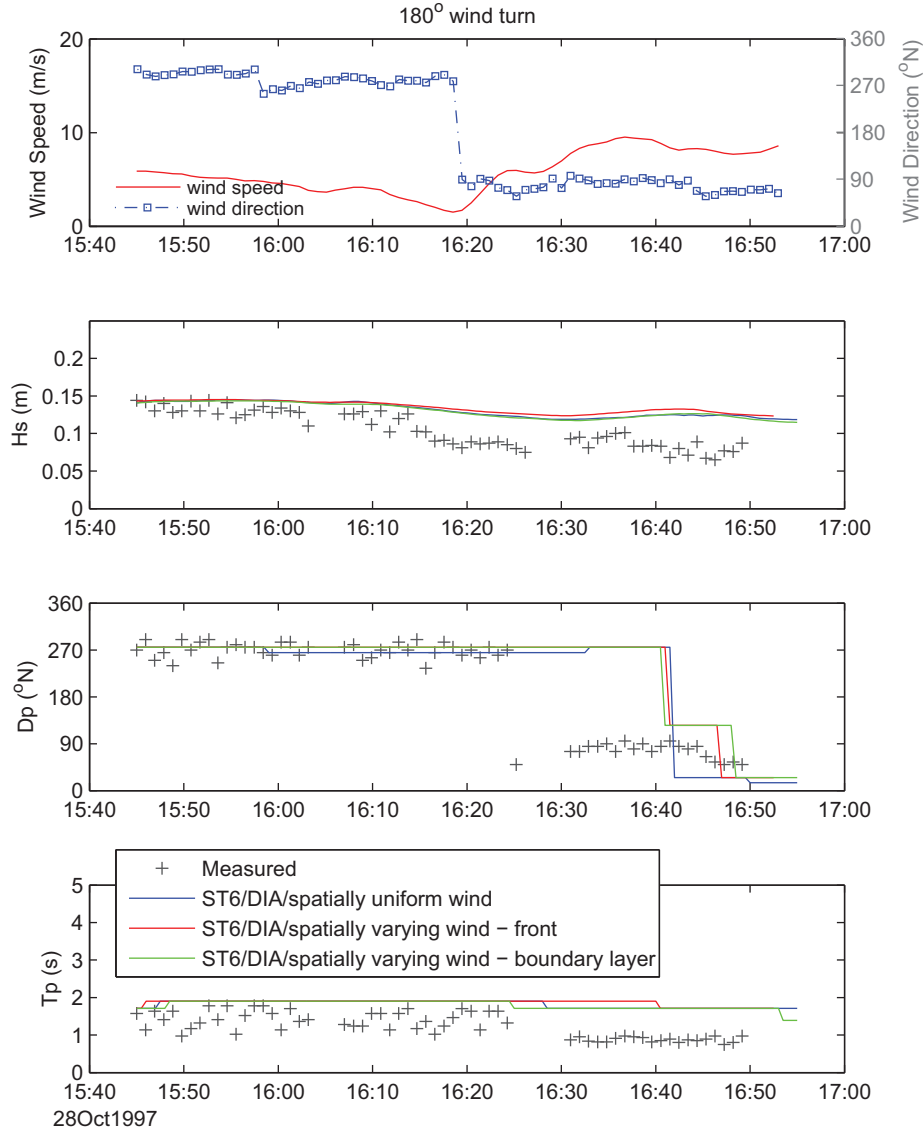 180° wind turn
20
10
0
Wind Speed (m/s)
360
270
180
90
0
Wind Direction (°N)
wind speed
wind direction
15:40 15:50 16:00 16:10 16:20 16:30 16:40 16:50 17:00
0.2
0.15
0.1
0.05
0
Hs (m)
15:40 15:50 16:00 16:10 16:20 16:30 16:40 16:50 17:00
360
270
180
90
0
Dp (°N)
15:40 15:50 16:00 16:10 16:20 16:30 16:40 16:50 17:00
Measured
ST6/DIA/spatially uniform wind
ST6/DIA/spatially varying wind − front
ST6/DIA/spatially varying wind − boundary layer
5
4
3
2
1
0
Tp (s)
15:40 15:50 16:00 16:10 16:20 16:30 16:40 16:50 17:00
28Oct1997